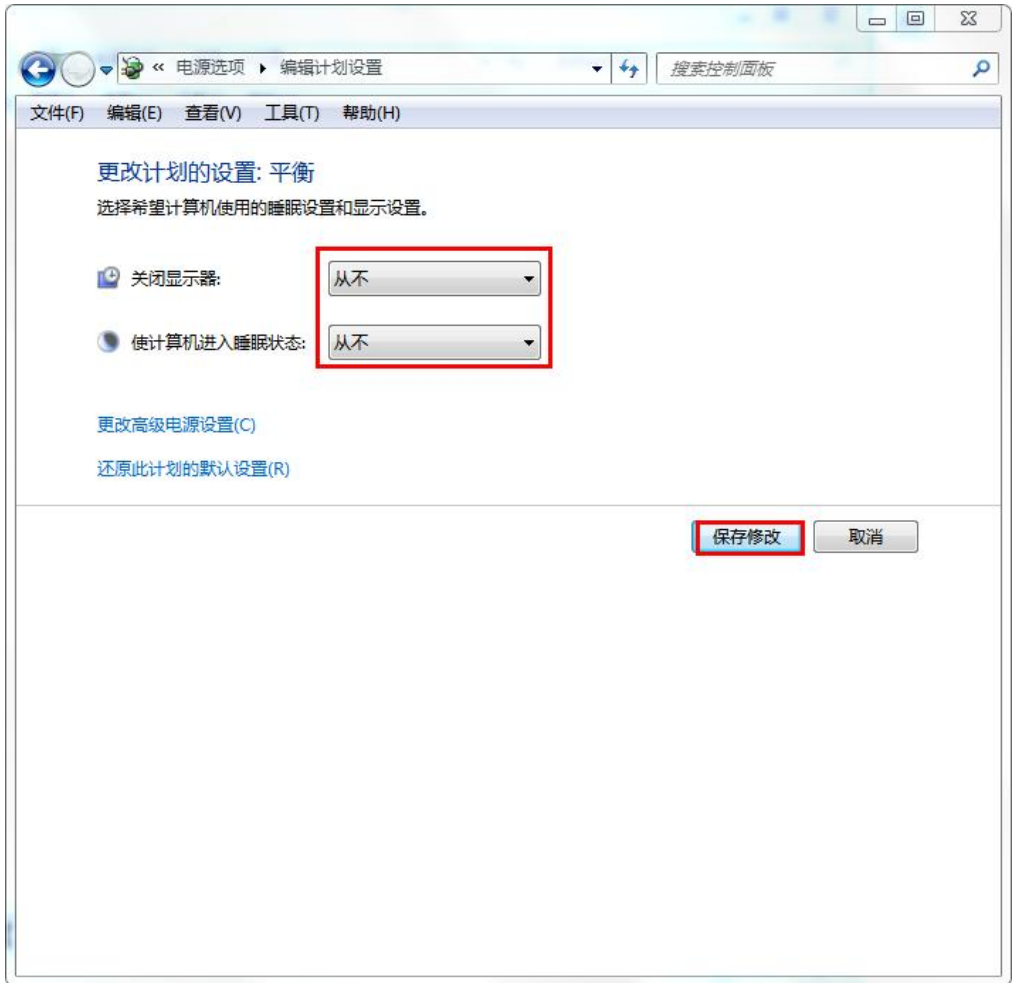 « 电源选项 ▸ 编辑计划设置
搜索控制面板
文件(F) 编辑(E) 查看(V) 工具(T) 帮助(H)
更改计划的设置: 平衡
选择希望计算机使用的睡眠设置和显示设置。
关闭显示器: 从不
使计算机进入睡眠状态: 从不
更改高级电源设置(C)
还原此计划的默认设置(R)
保存修改 取消